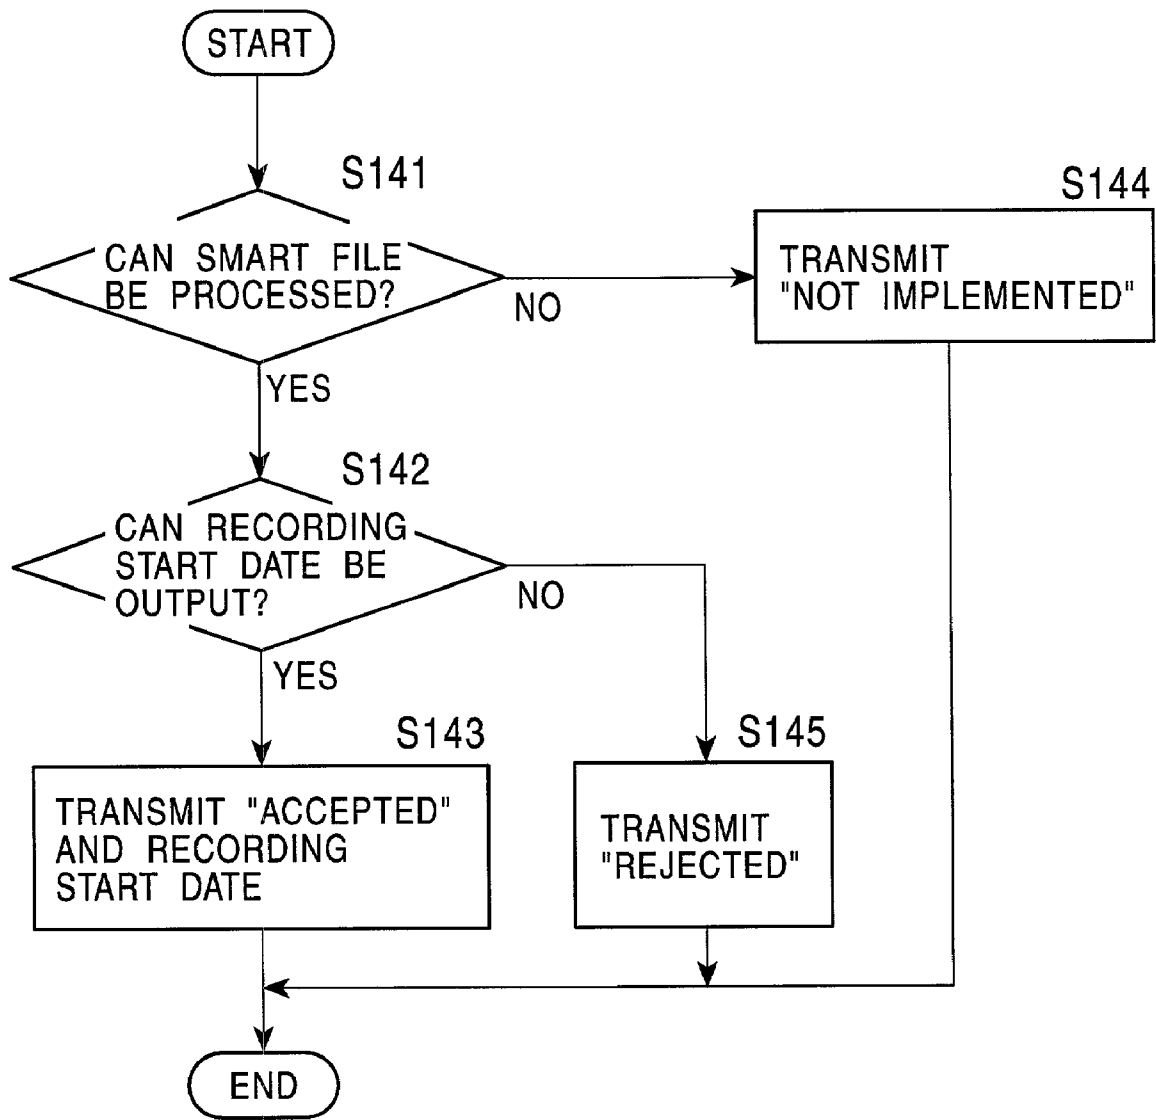 START
S141
CAN SMART FILE
BE PROCESSED?
NO
YES
S144
TRANSMIT
"NOT IMPLEMENTED"
S142
CAN RECORDING
START DATE BE
OUTPUT?
NO
YES
S143
TRANSMIT "ACCEPTED"
AND RECORDING
START DATE
S145
TRANSMIT
"REJECTED"
END